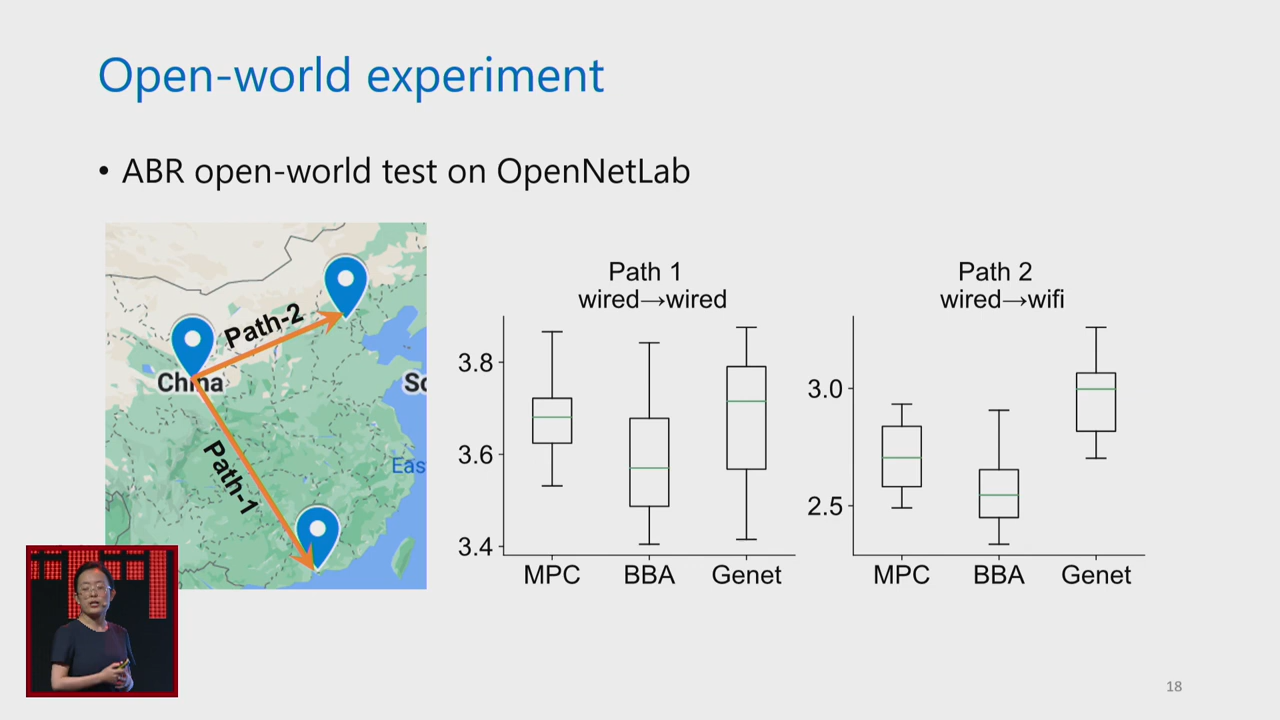 Open-world experiment
• ABR open-world test on OpenNetLab
Path-2
China
Path-1
So
Eas
Path 1
wired→wired
3.8
3.6
3.4
MPC
BBA
Genet
Path 2
wired→wifi
3.0
2.5
MPC
BBA
Genet
18